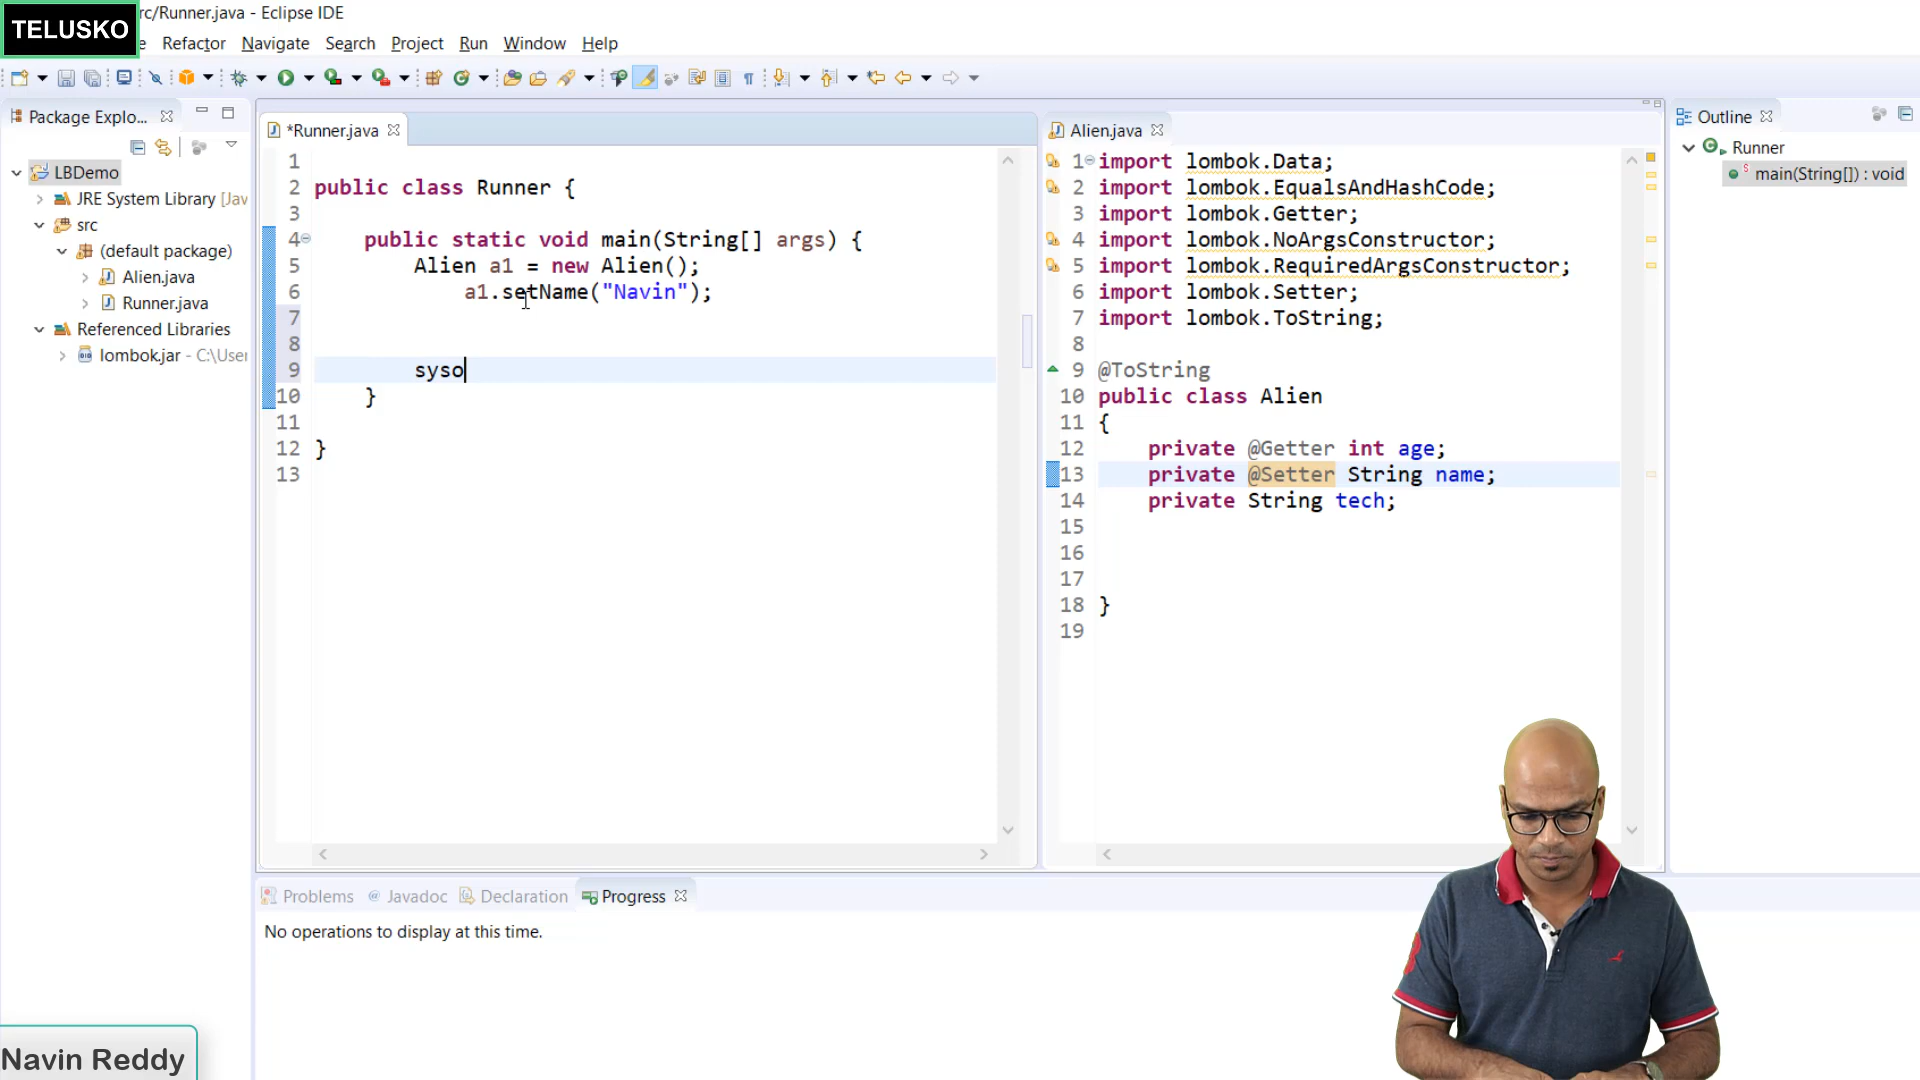 TELUSKO
rc/Runner.java - Eclipse IDE
e Refactor Navigate Search Project Run Window Help
Package Explo...
LBDemo
JRE System Library [Jav
src
(default package)
Alien.java
Runner.java
Referenced Libraries
lombok.jar - C:\User
*Runner.java
1
2 public class Runner {
3
4 public static void main(String[] args) {
5 Alien a1 = new Alien();
6 a1.setName("Navin");
7
8
9 syso
10 }
11
12 }
13
Alien.java
1 import lombok.Data;
2 import lombok.EqualsAndHashCode;
3 import lombok.Getter;
4 import lombok.NoArgsConstructor;
5 import lombok.RequiredArgsConstructor;
6 import lombok.Setter;
7 import lombok.ToString;
8
9 @ToString
10 public class Alien
11 {
12 private @Getter int age;
13 private @Setter String name;
14 private String tech;
15
16
17
18 }
19
Outline
Runner
main(String[]) : void
Problems @ Javadoc Declaration Progress
No operations to display at this time.
Navin Reddy